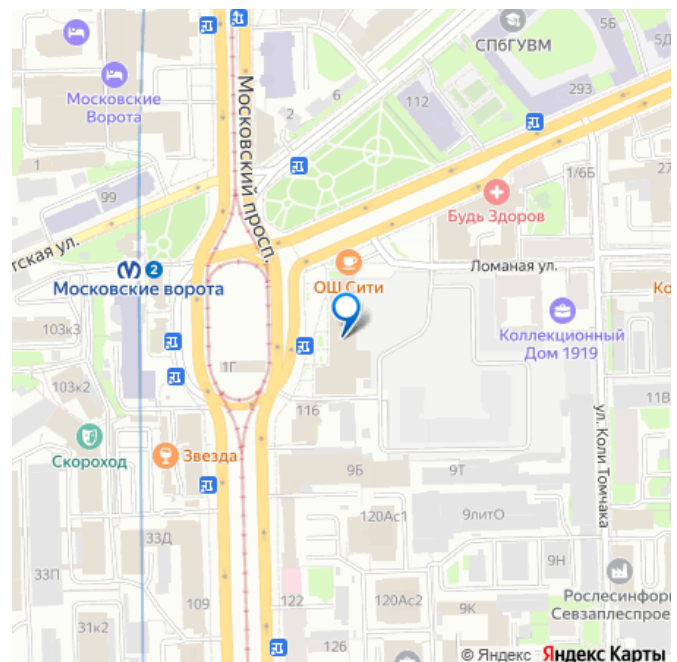 СПбГУВМ
5Б
5Д
293
Московские
Ворота
6
2
112
1
Московский просп.
1/6Б
27
99
Будь Здоров
тская ул.
2
Московские ворота
ОШ Сити
Ломаная ул.
Ко
103к3
1Г
Коллекционный
Дом 1919
103к2
116
11В
ул. Коли Томчака
Скороход
Звезда
9Б
9Т
120Ас1
9литО
33Д
33П
9Н
109
122
120Ас2
9К
Рослесинфор
Севзаплеспрое
31к2
126
© Яндекс Яндекс Карты